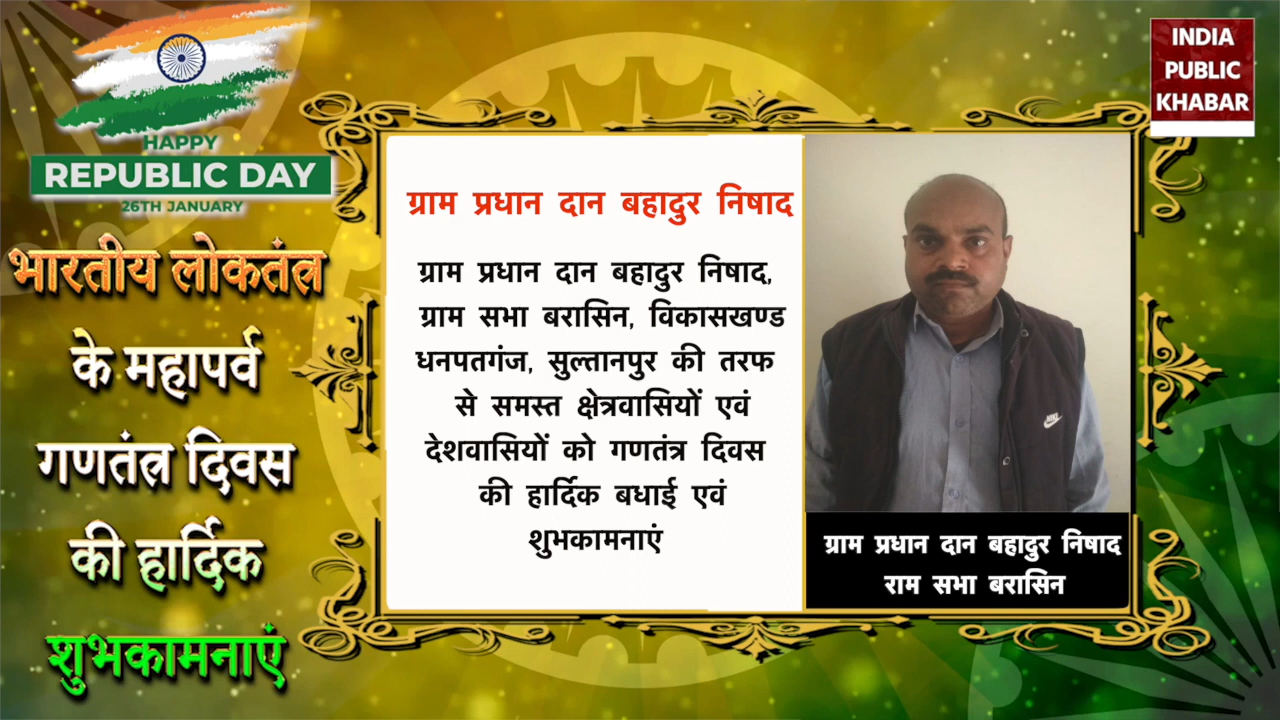 HAPPY
REPUBLIC DAY
26TH JANUARY
भारतीय लोकतंत्र
के महापर्व
गणतंत्र दिवस
की हार्दिक
शुभकामनाएं
ग्राम प्रधान दान बहादुर निषाद
ग्राम प्रधान दान बहादुर निषाद,
ग्राम सभा बरासिन, विकासखण्ड
धनपतगंज, सुल्तानपुर की तरफ
से समस्त क्षेत्रवासियों एवं
देशवासियों को गणतंत्र दिवस
की हार्दिक बधाई एवं
शुभकामनाएं
INDIA
PUBLIC
KHABAR
NIKE
ग्राम प्रधान दान बहादुर निषाद
राम सभा बरासिन